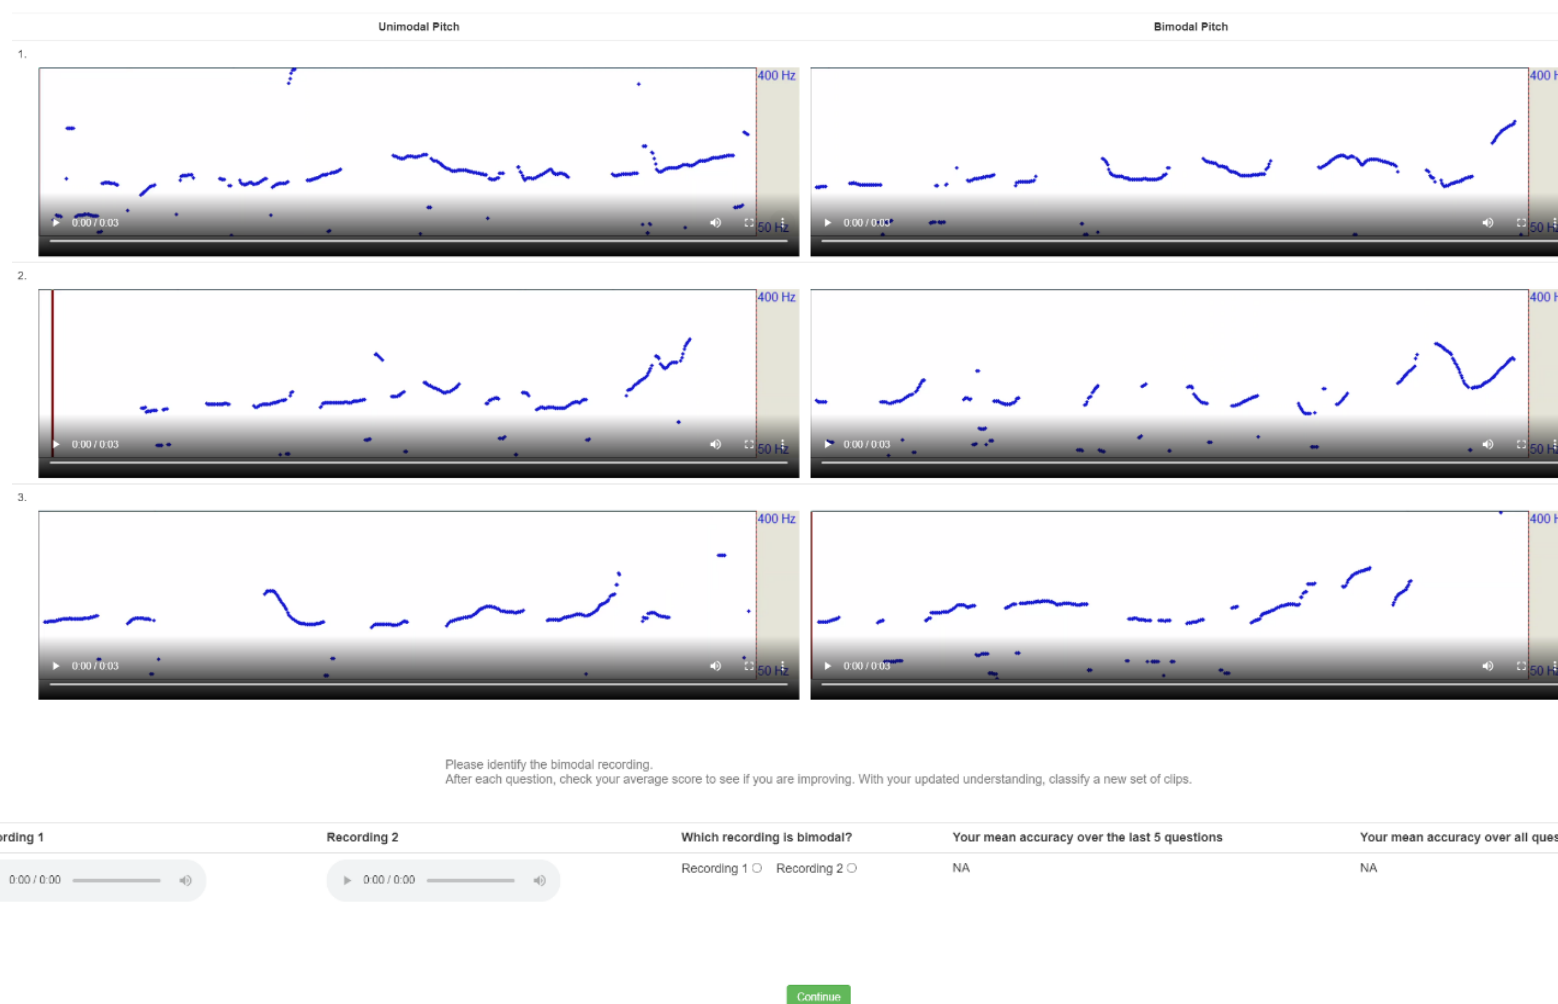 Unimodal Pitch
Bimodal Pitch
1.
400 Hz
400 H
0:00 / 0:03
50 Hz
0:00 / 0:03
50 H
2.
400 Hz
400 H
0:00 / 0:03
50 Hz
0:00 / 0:03
50 H
3.
400 Hz
400 H
0:00 / 0:03
50 Hz
0:00 / 0:03
50 H
Please identify the bimodal recording.
After each question, check your average score to see if you are improving. With your updated understanding, classify a new set of clips.
ording 1
Recording 2
Which recording is bimodal?
Your mean accuracy over the last 5 questions
Your mean accuracy over all ques
0:00 / 0:00
0:00 / 0:00
Recording 1
Recording 2
NA
NA
Continue